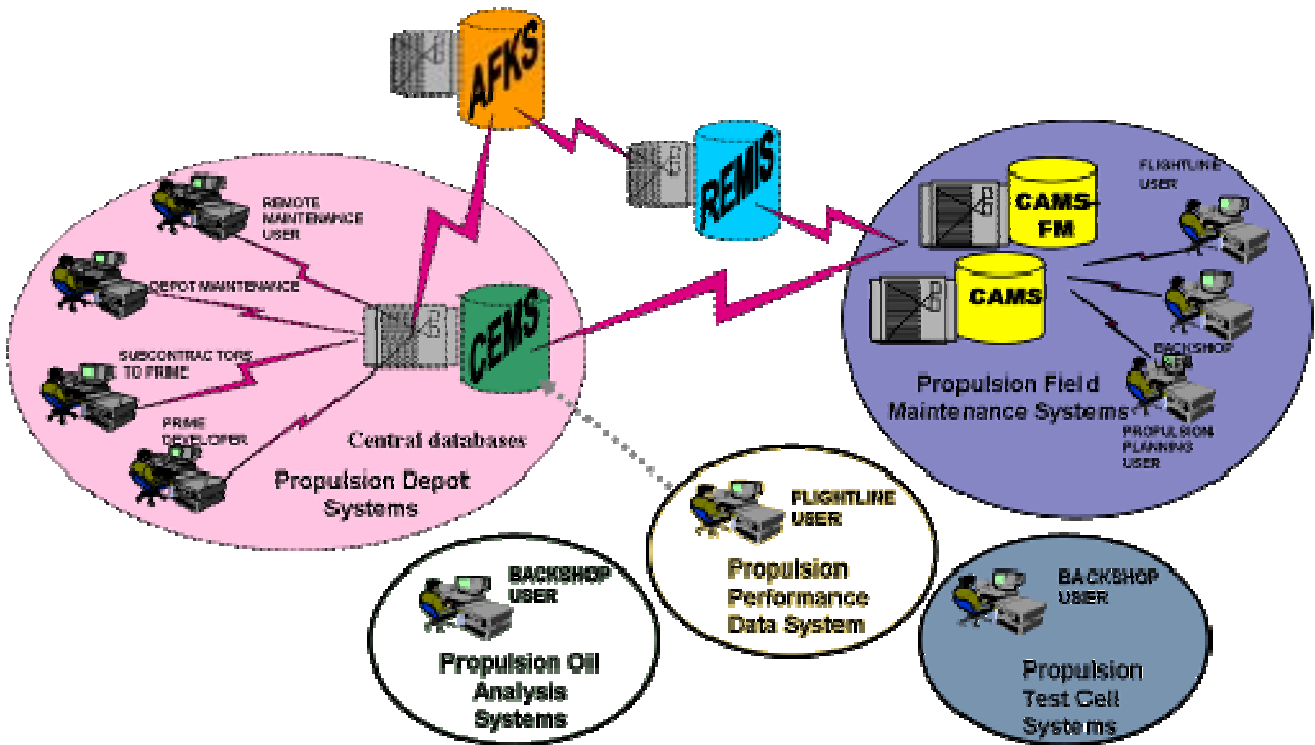 AFKS
REMIS
REMOTE
MAINTENANCE
USER
DEPOT MAINTENANCE
SUBCONTRACTORS
TO PRIME
PRIME
DEVELOPER
CEMS
Central databases
Propulsion Depot
Systems
FLIGHTLINE
USER
CAMS-
FM
CAMS
BACKSHOP
USER
Propulsion Field
Maintenance Systems
PROPULSION
PLANNING
USER
FLIGHTLINE
USER
Propulsion
Performance
Data System
BACKSHOP
USER
Propulsion Oil
Analysis
Systems
BACKSHOP
USER
Propulsion
Test Cell
Systems